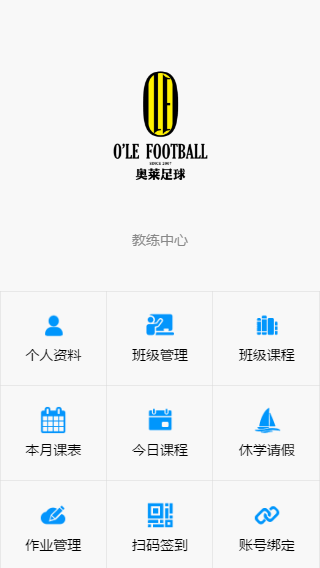 O'LE FOOTBALL
SINCE 2007
奥莱足球
教练中心
个人资料
班级管理
班级课程
本月课表
今日课程
休学请假
作业管理
扫码签到
账号绑定